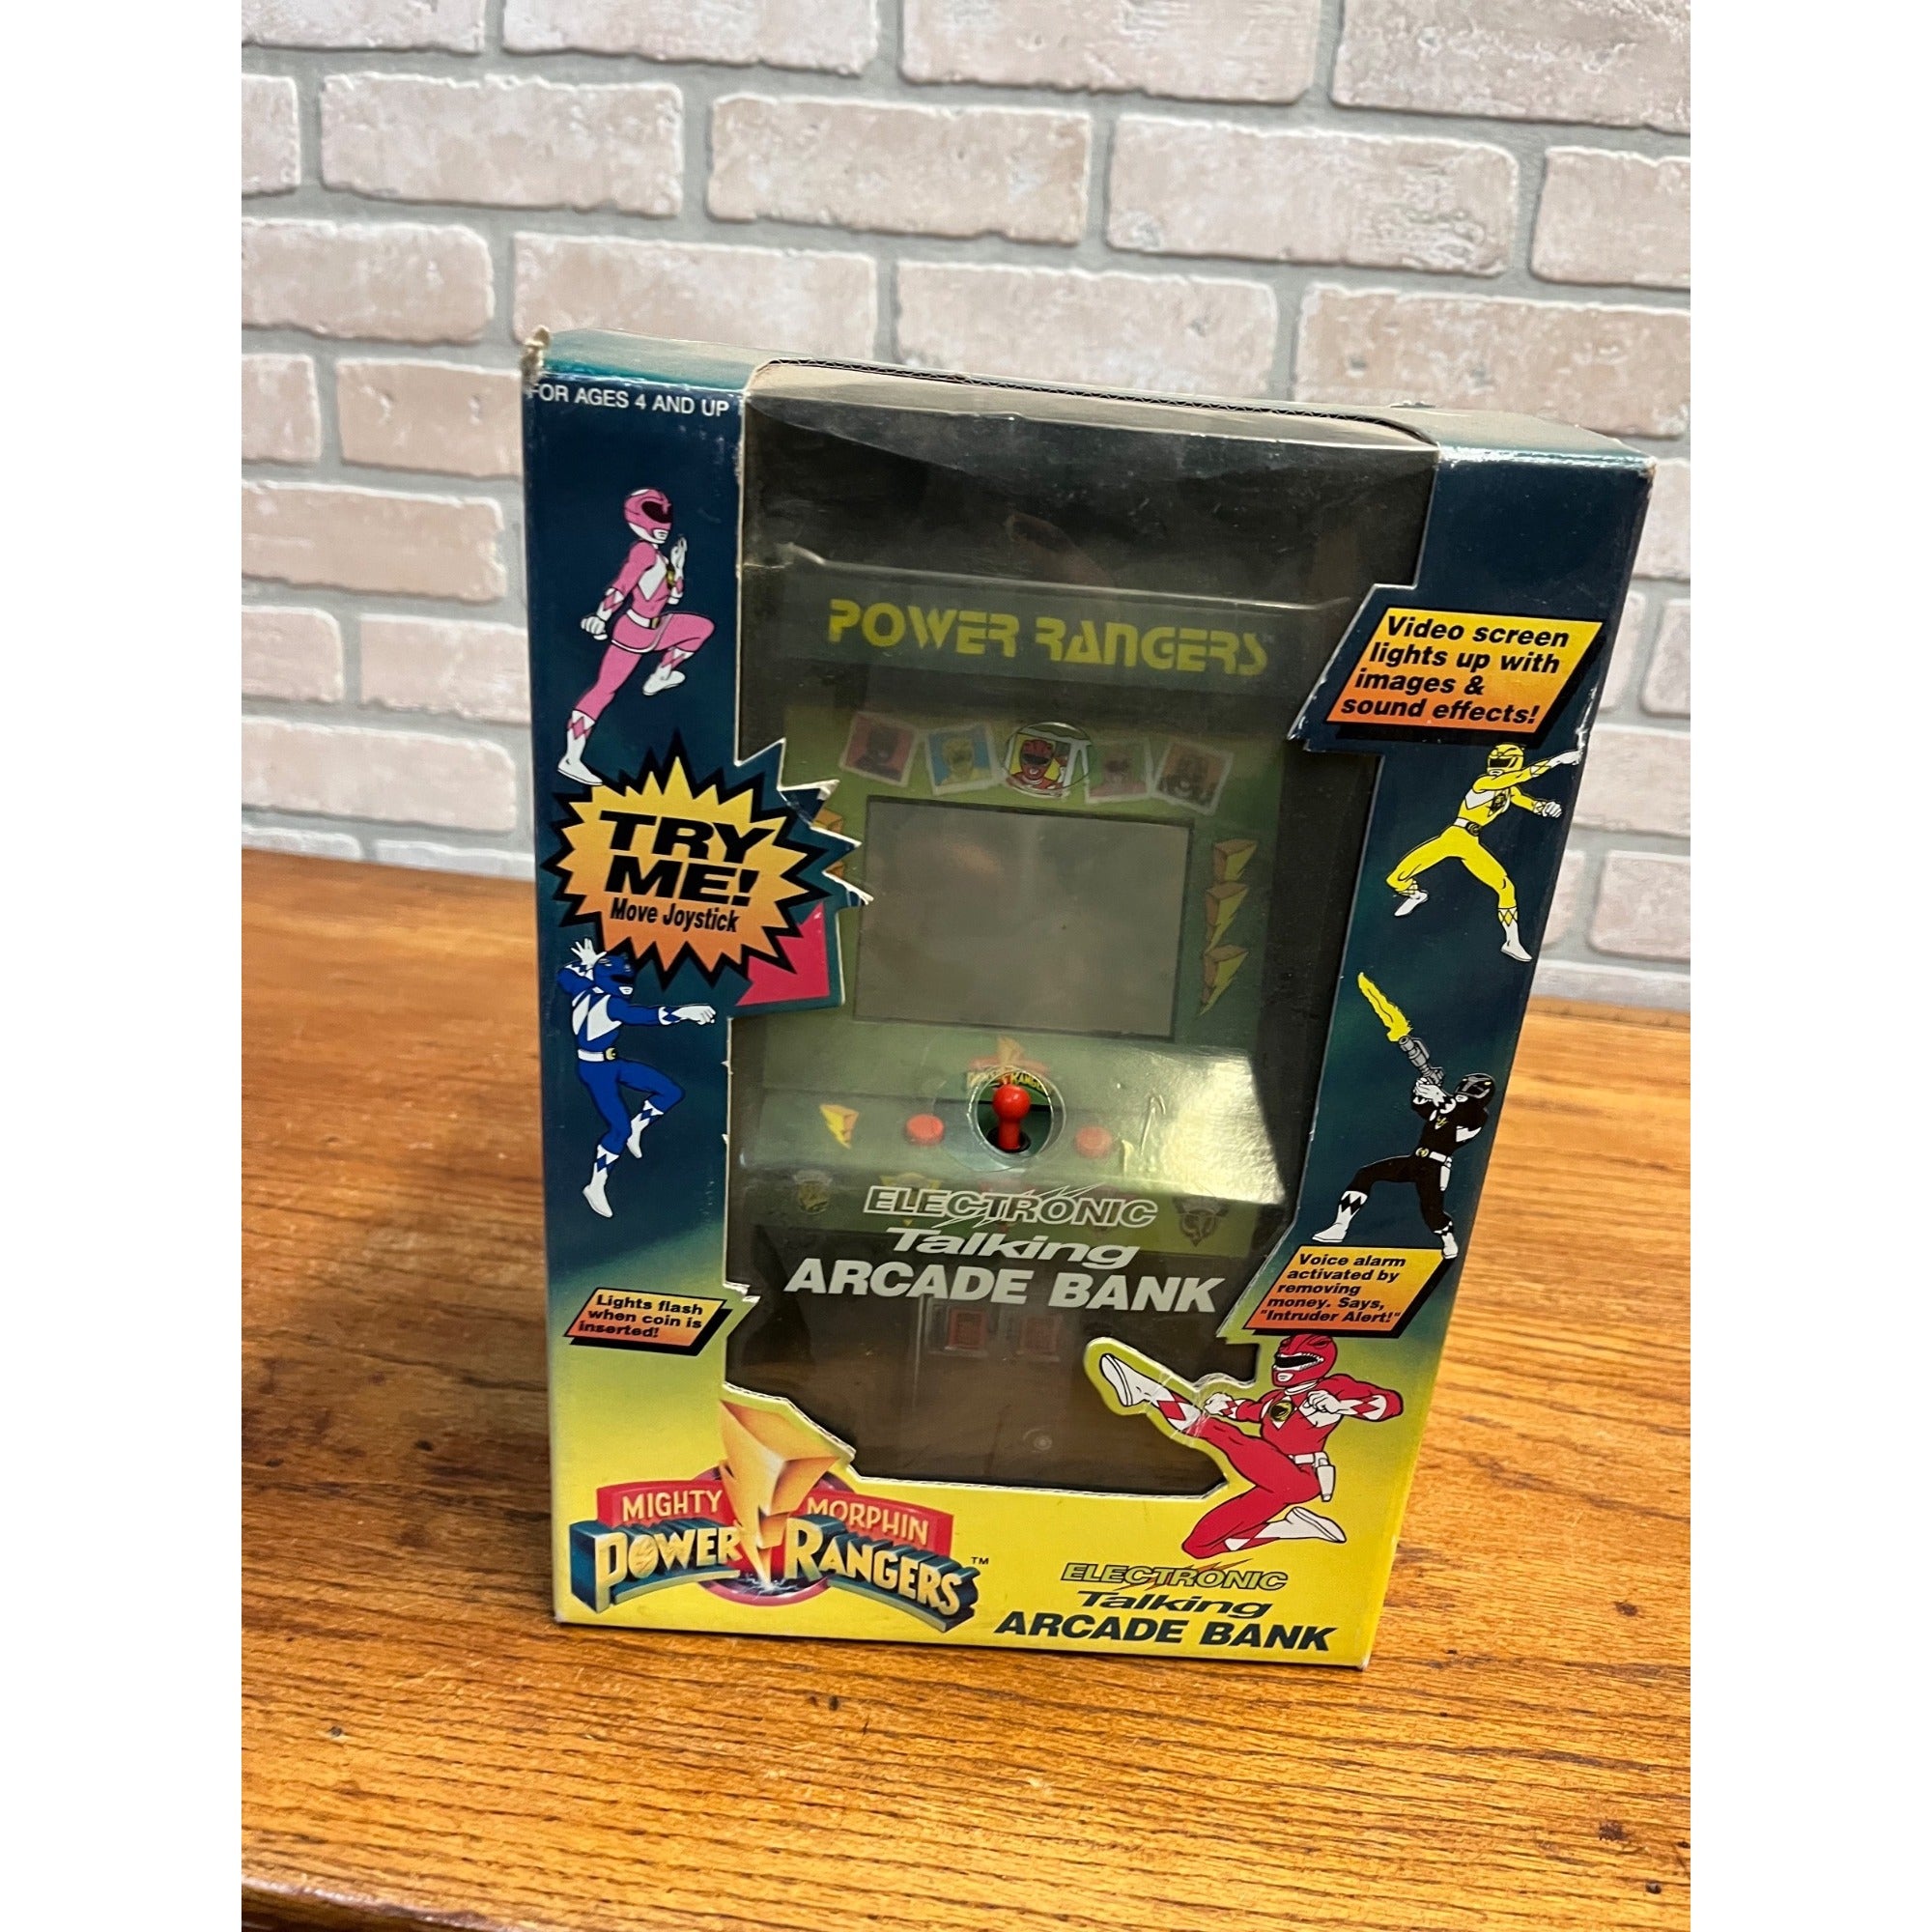 FOR AGES 4 AND UP
POWER RANGERS
Video screen
lights up with
images &
sound effects!
TRY
ME!
Move Joystick
POWER RANGERS
ELECTRONIC
Talking
ARCADE BANK
Voice alarm
activated by
removing
money. Says,
"Intruder Alert!"
Lights flash
when coin is
inserted!
MIGHTY MORPHIN
POWER RANGERS™
ELECTRONIC
Talking
ARCADE BANK